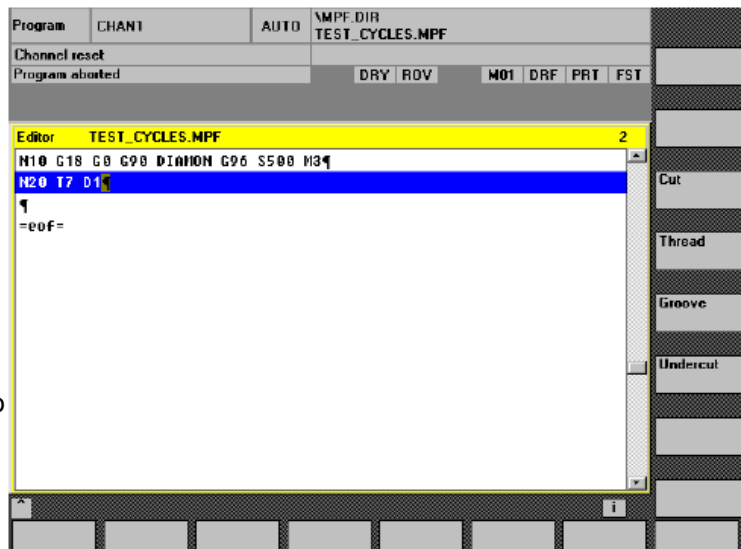 Program CHAN1 AUTO \MPF.DIR
TEST_CYCLES.MPF
Channel reset
Program aborted DRY ROV M01 DRF PRT FST
Editor TEST_CYCLES.MPF 2
N10 G18 G0 G90 DIAMON G96 S500 M3¶
N20 T7 D1¶
¶
=eof=
Cut
Thread
Groove
Undercut
^ i